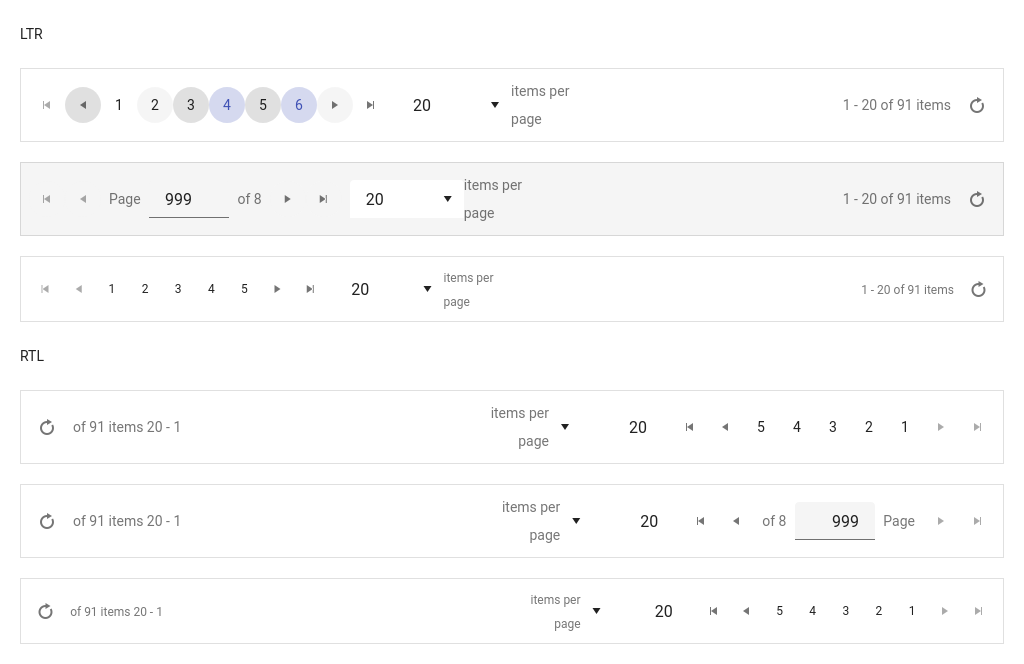 LTR
1 2 3 4 5 6 20 items per page 1 - 20 of 91 items
Page 999 of 8 20 items per page 1 - 20 of 91 items
1 2 3 4 5 20 items per page 1 - 20 of 91 items
RTL
of 91 items 20 - 1 items per page 20 5 4 3 2 1
of 91 items 20 - 1 items per page 20 of 8 999 Page
of 91 items 20 - 1 items per page 20 5 4 3 2 1